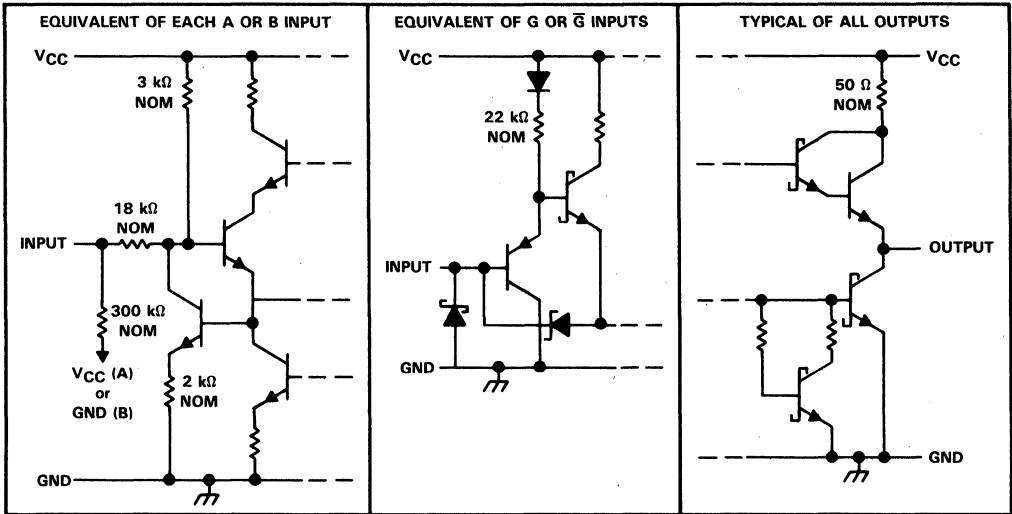 EQUIVALENT OF EACH A OR B INPUT
VCC
3 kΩ
NOM
18 kΩ
NOM
INPUT
300 kΩ
NOM
VCC (A)
or
GND (B)
2 kΩ
NOM
GND
EQUIVALENT OF G OR G̅ INPUTS
VCC
22 kΩ
NOM
INPUT
GND
TYPICAL OF ALL OUTPUTS
VCC
50 Ω
NOM
OUTPUT
GND